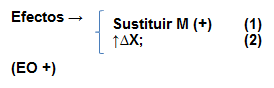 Efectos →
Sustituir M (+) (1)
↑ΔX; (2)
(EO +)